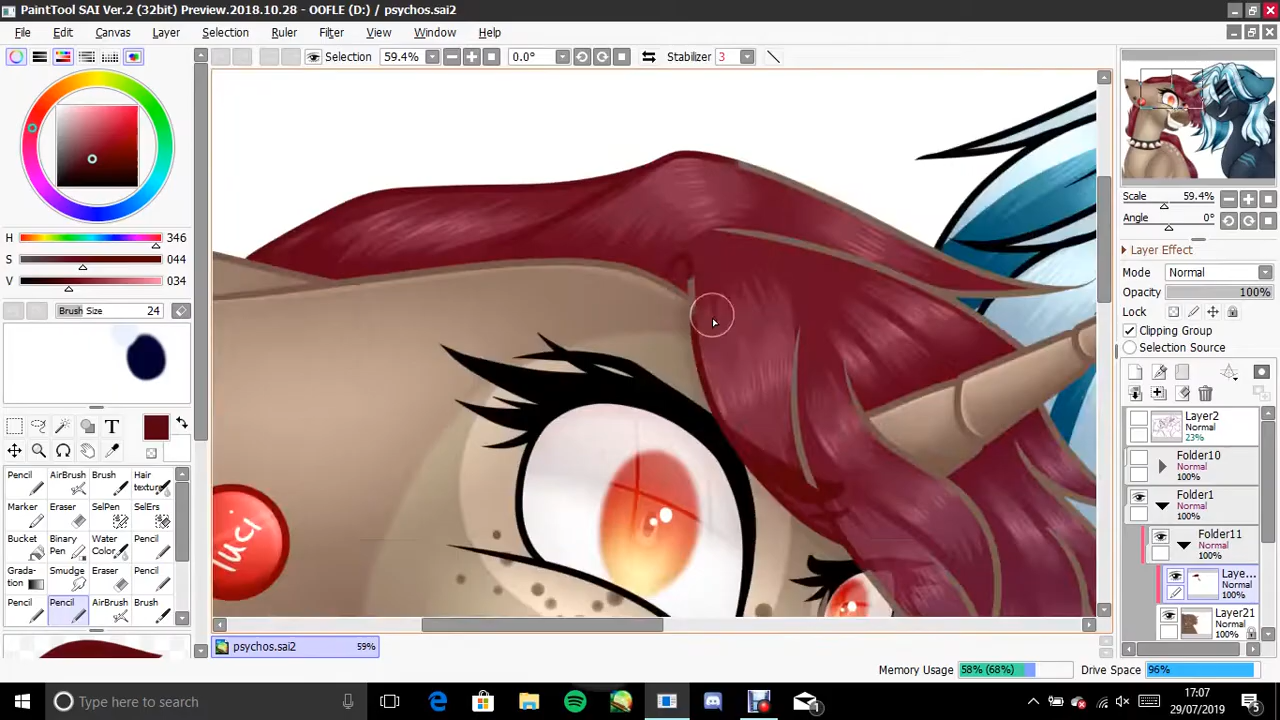 PaintTool SAI Ver.2 (32bit) Preview.2018.10.28 - OOFLE (D:) / psychos.sai2
File Edit Canvas Layer Selection Ruler Filter View Window Help
Selection 59.4% 0.0° Stabilizer 3
H 346
S 044
V 034
Brush Size 24
T
Pencil AirBrush Brush Hair texture
Marker Eraser SelPen SelErs
Bucket Binary Pen Water Color Pencil
Gradation Smudge Eraser Pencil
Pencil Pencil AirBrush Brush
luci
psychos.sai2 59%
Scale 59.4%
Angle 0°
Layer Effect
Mode Normal
Opacity 100%
Lock
Clipping Group
Selection Source
Layer2
Normal
23%
Folder10
Normal
100%
Folder1
Normal
100%
Folder11
Normal
100%
Laye...
Normal
100%
Layer21
Normal
100%
Memory Usage 58% (68%) Drive Space 96%
Type here to search
1
17:07
29/07/2019
5